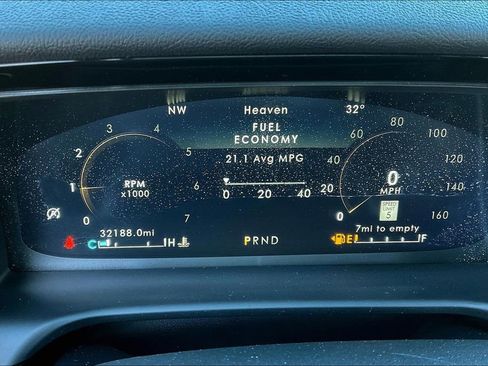 NW Heaven 32°
FUEL
ECONOMY
21.1 Avg MPG
0 20 40
0 1 2 3 4 5 6 7
RPM
x1000
0 20 40 60 80 100 120 140 160
0
MPH
SPEED
LIMIT
5
32188.0mi
C H
PRND
7mi to empty
E F